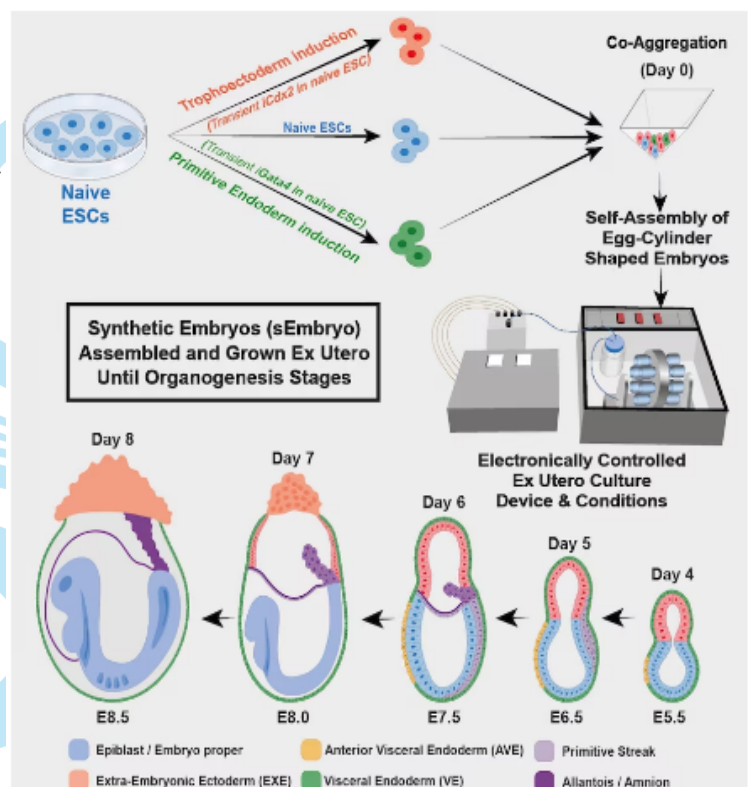 Trophoectoderm induction
(Transient iCdx2 in naive ESC)
Naive ESCs
(Transient iGata4 in naive ESC)
Primitive Endoderm induction
Naive
ESCs
Co-Aggregation
(Day 0)
Self-Assembly of
Egg-Cylinder
Shaped Embryos
Synthetic Embryos (sEmbryo)
Assembled and Grown Ex Utero
Until Organogenesis Stages
Electronically Controlled
Ex Utero Culture
Device & Conditions
Day 8
Day 7
Day 6
Day 5
Day 4
E8.5
E8.0
E7.5
E6.5
E5.5
Epiblast / Embryo proper
Anterior Visceral Endoderm (AVE)
Primitive Streak
Extra-Embryonic Ectoderm (EXE)
Visceral Endoderm (VE)
Allantois / Amnion